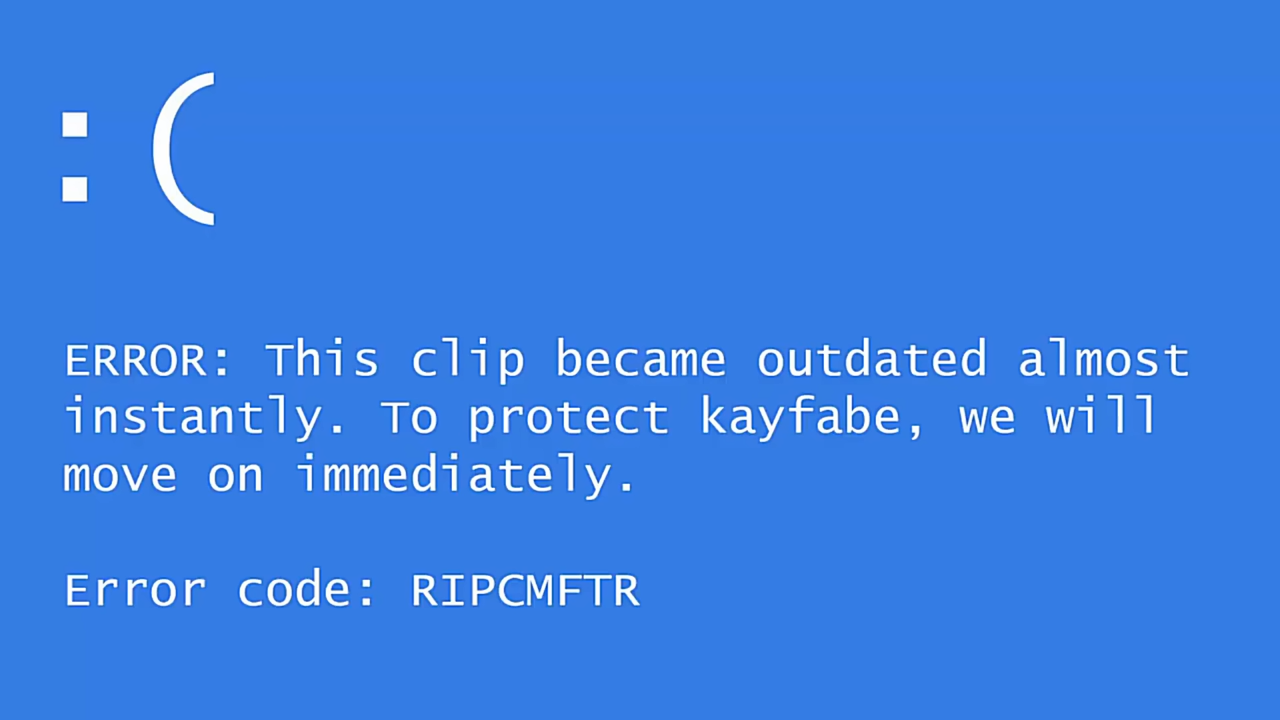 :(
ERROR: This clip became outdated almost
instantly. To protect kayfabe, we will
move on immediately.
Error code: RIPCMFTR